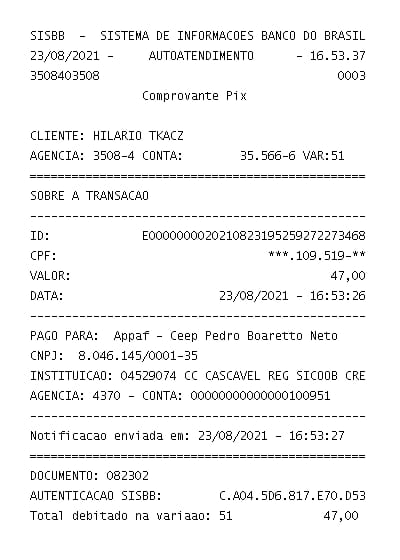 SISBB - SISTEMA DE INFORMACOES BANCO DO BRASIL
23/08/2021 - AUTOATENDIMENTO - 16.53.37
3508403508 0003
Comprovante Pix
CLIENTE: HILARIO TKACZ
AGENCIA: 3508-4 CONTA: 35.566-6 VAR:51
================================================
SOBRE A TRANSACAO
------------------------------------------------
ID: E0000000020210823195259272273468
CPF: ***.109.519-**
VALOR: 47,00
DATA: 23/08/2021 - 16:53:26
------------------------------------------------
PAGO PARA: Appaf - Ceep Pedro Boaretto Neto
CNPJ: 8.046.145/0001-35
INSTITUICAO: 04529074 CC CASCAVEL REG SICOOB CRE
AGENCIA: 4370 - CONTA: 00000000000000100951
------------------------------------------------
Notificacao enviada em: 23/08/2021 - 16:53:27
================================================
DOCUMENTO: 082302
AUTENTICACAO SISBB: C.A04.5D6.817.E70.D53
Total debitado na variaao: 51 47,00